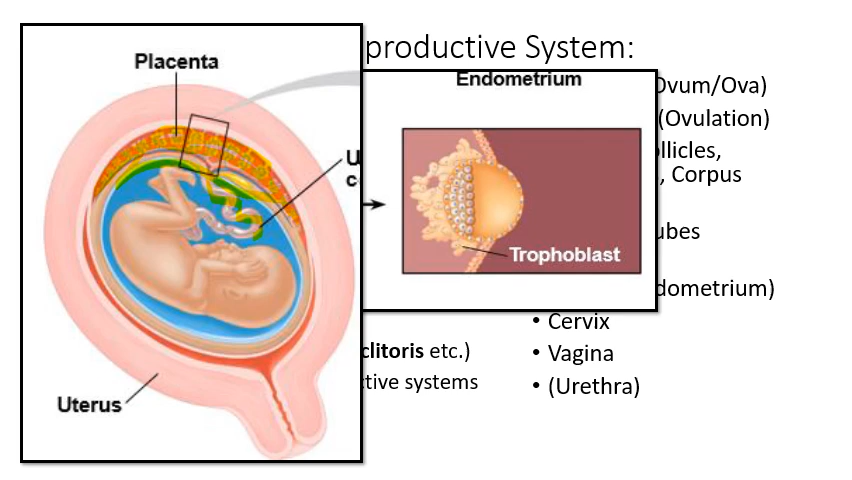 productive System:
Placenta
Endometrium
Ovum/Ova)
(Ovulation)
ollicles,
, Corpus
U
c
Trophoblast
ubes
dometrium)
• Cervix
clitoris etc.)
• Vagina
ctive systems
• (Urethra)
Uterus